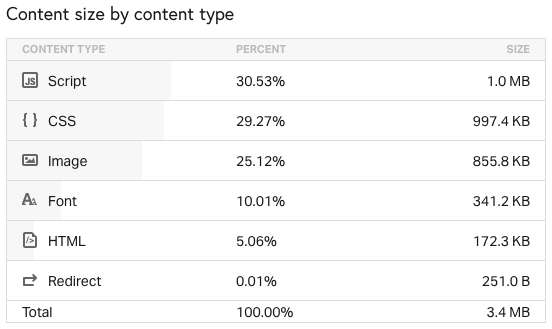 Content size by content type
CONTENT TYPE PERCENT SIZE
JS Script 30.53% 1.0 MB
{ } CSS 29.27% 997.4 KB
Image 25.12% 855.8 KB
AA Font 10.01% 341.2 KB
</> HTML 5.06% 172.3 KB
Redirect 0.01% 251.0 B
Total 100.00% 3.4 MB